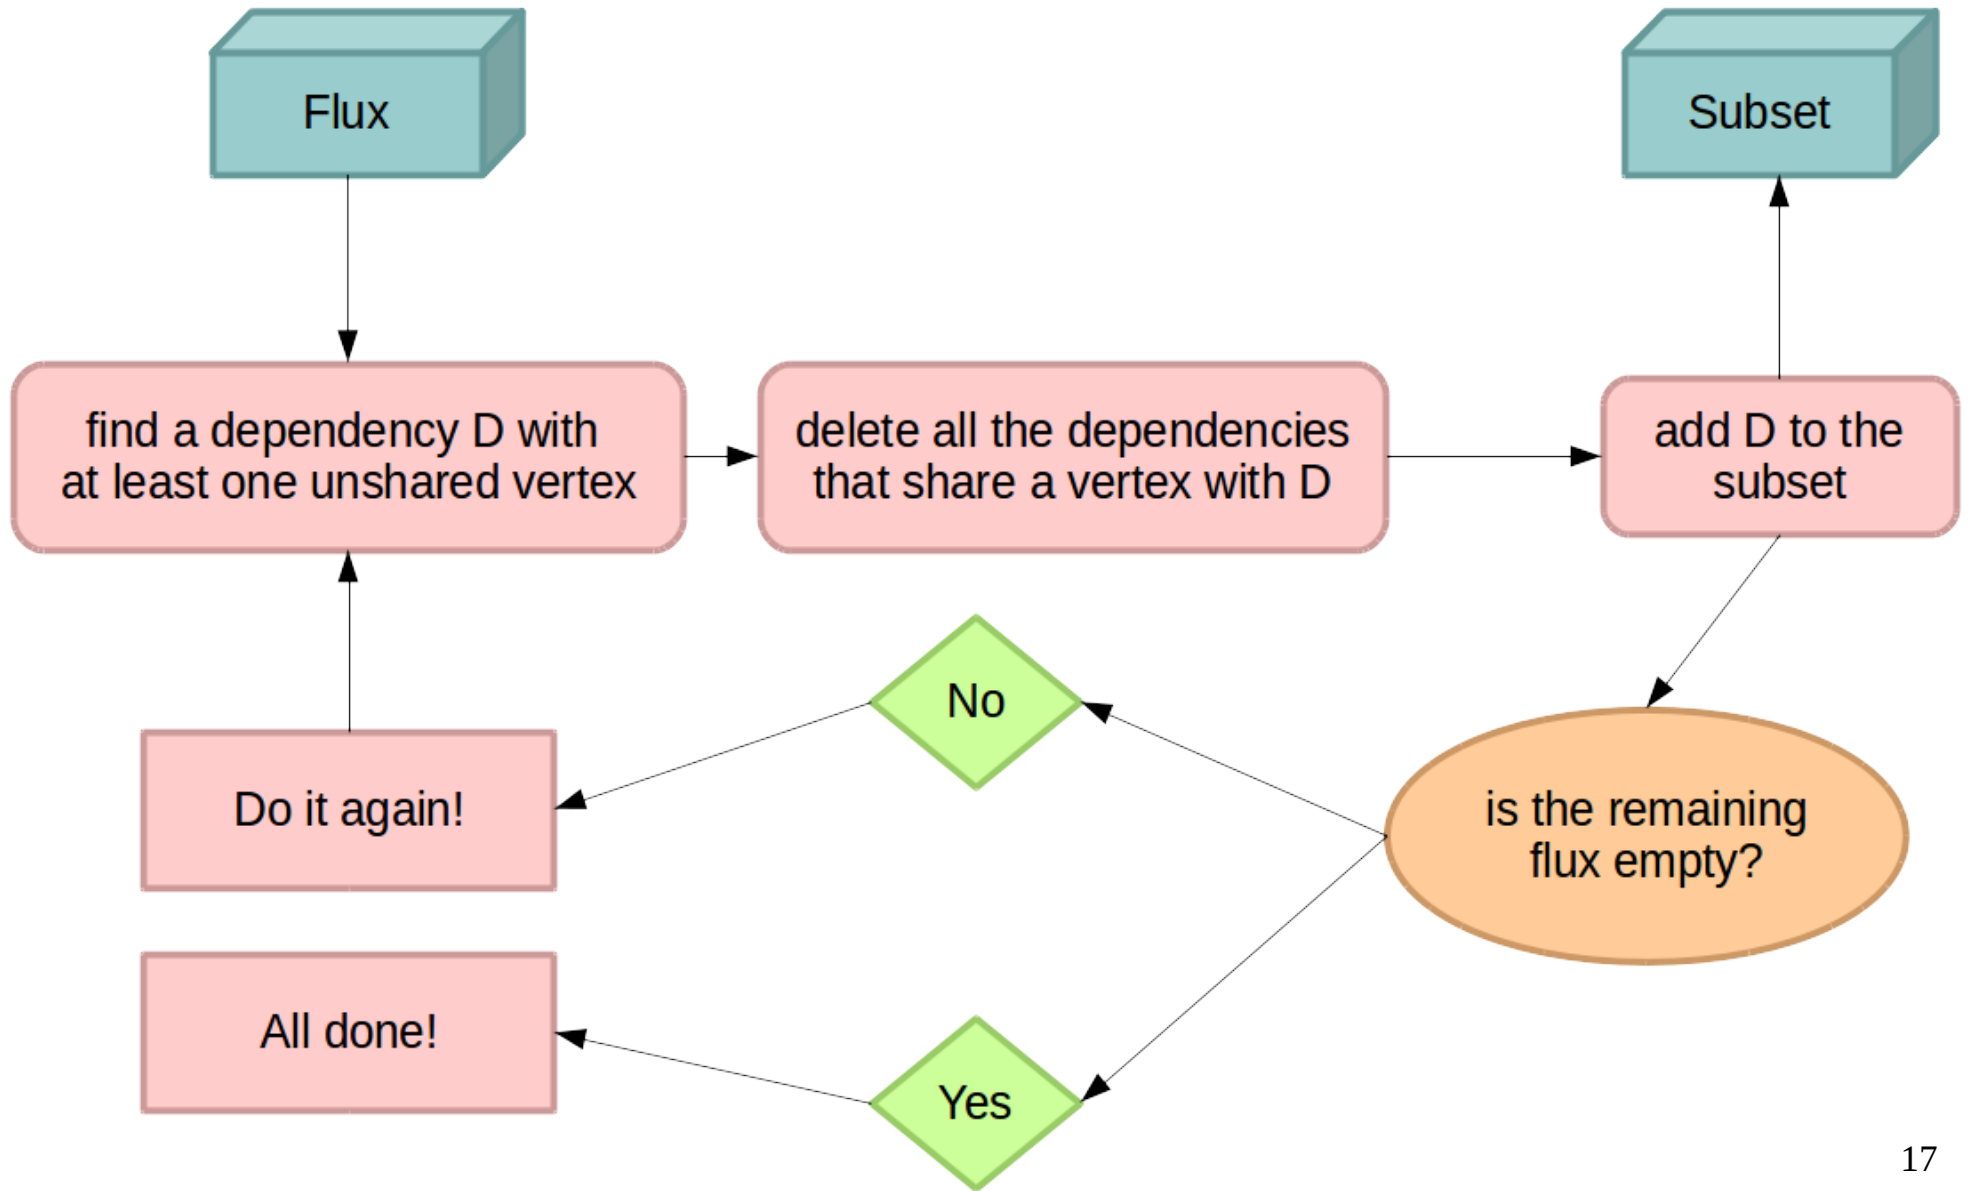 Flux
Subset
find a dependency D with
at least one unshared vertex
delete all the dependencies
that share a vertex with D
add D to the
subset
No
Do it again!
is the remaining
flux empty?
All done!
Yes
17